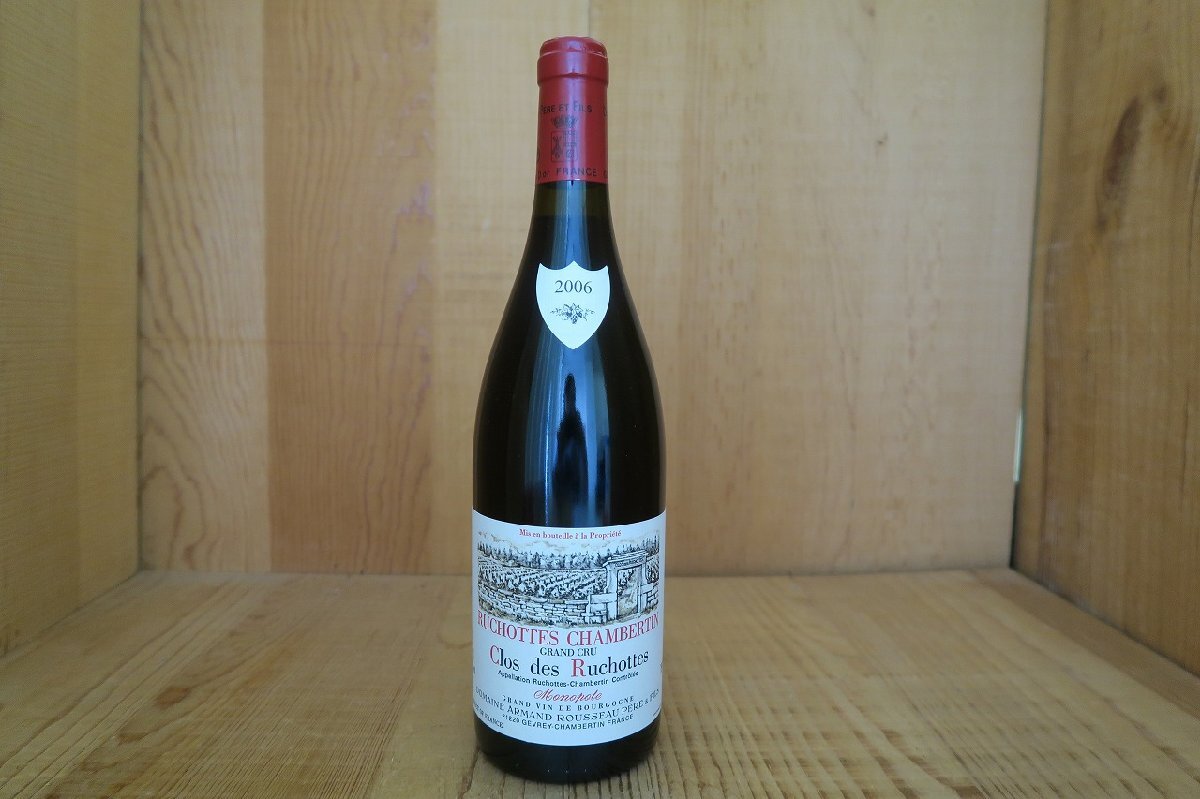 PERE ET FILS
FRANCE
2006
Mis en bouteille à la Propriété
RUCHOTTES CHAMBERTIN
GRAND CRU
Clos des Ruchottes
Appellation Ruchottes-Chambertin Contrôlée
Monopole
GRAND VIN DE BOURGOGNE
DOMAINE ARMAND ROUSSEAU PÈRE & FILS
GEVREY-CHAMBERTIN FRANCE
FRANCE